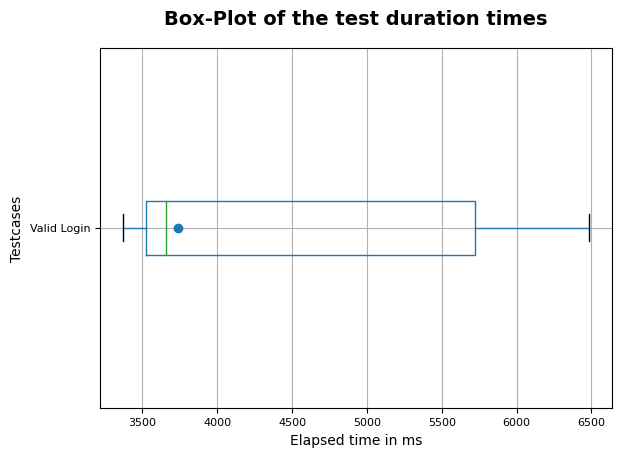 Box-Plot of the test duration times
Testcases
Valid Login
3500 4000 4500 5000 5500 6000 6500
Elapsed time in ms